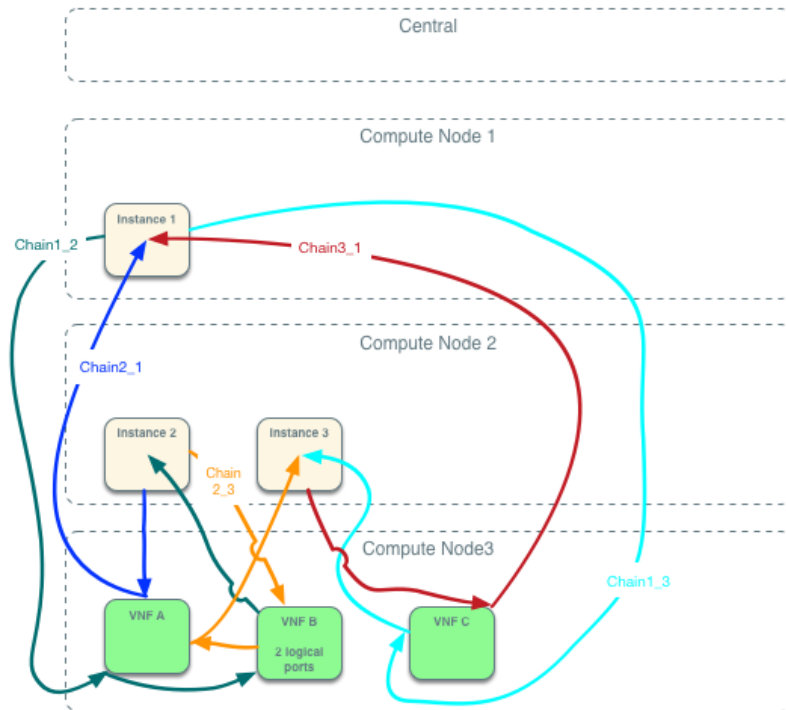 Central
Compute Node 1
Instance 1
Chain1_2
Chain3_1
Compute Node 2
Chain2_1
Instance 2
Instance 3
Chain
2_3
Compute Node3
Chain1_3
VNF A
VNF B
2 logical
ports
VNF C